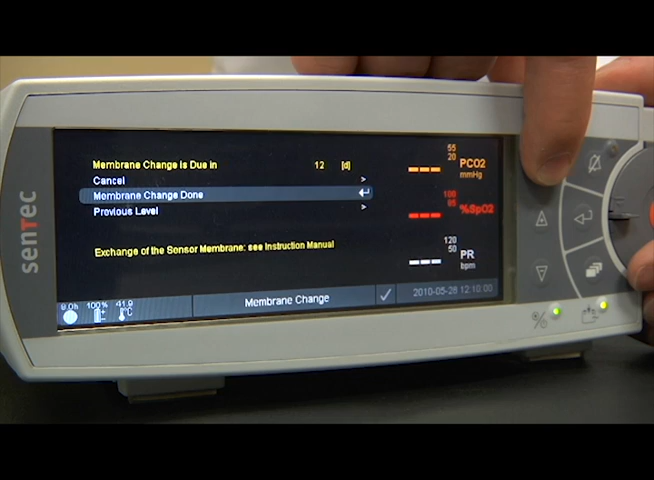 senTec
Membrane Change is Due in 12 [d]
Cancel >
Membrane Change Done
Previous Level >
Exchange of the Sensor Membrane: see Instruction Manual
55
20
PCO2
mmHg
---
100
85
%SpO2
---
120
50
PR
bpm
---
9.0h 100% 41.9
°C
Membrane Change
2010-05-28 12:10:00